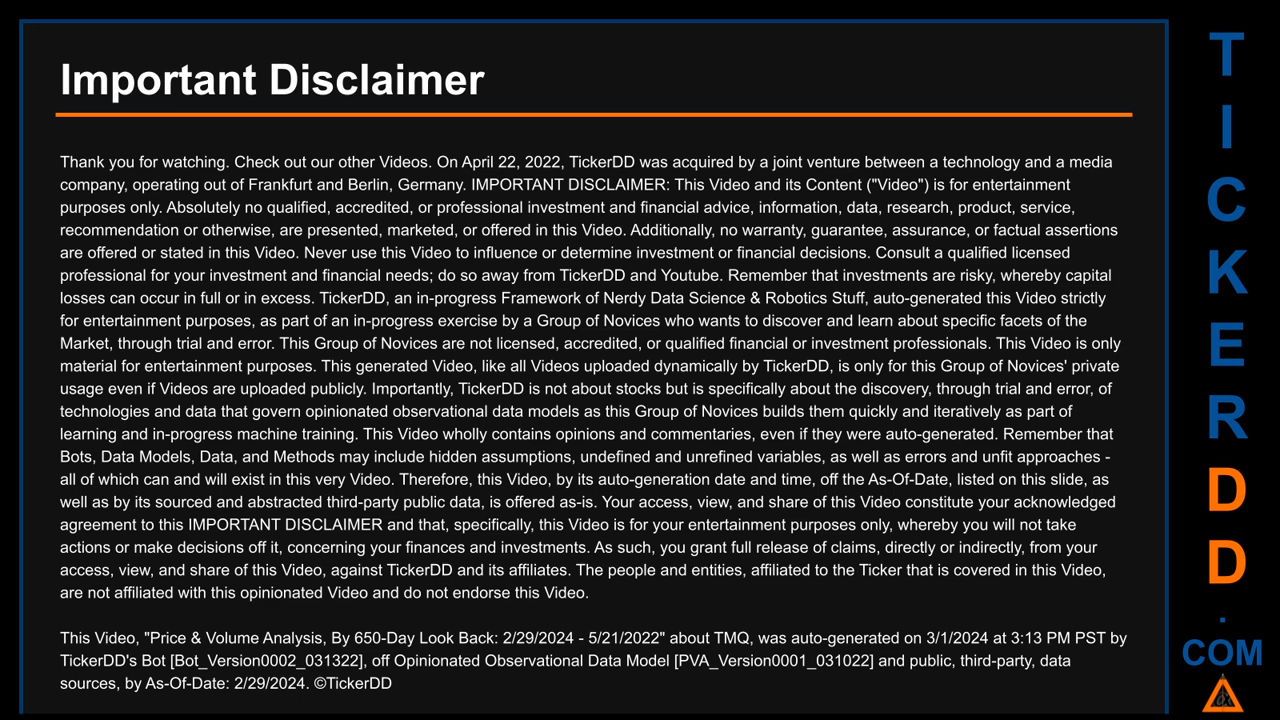 Important Disclaimer
Thank you for watching. Check out our other Videos. On April 22, 2022, TickerDD was acquired by a joint venture between a technology and a media
company, operating out of Frankfurt and Berlin, Germany. IMPORTANT DISCLAIMER: This Video and its Content ("Video") is for entertainment
purposes only. Absolutely no qualified, accredited, or professional investment and financial advice, information, data, research, product, service,
recommendation or otherwise, are presented, marketed, or offered in this Video. Additionally, no warranty, guarantee, assurance, or factual assertions
are offered or stated in this Video. Never use this Video to influence or determine investment or financial decisions. Consult a qualified licensed
professional for your investment and financial needs; do so away from TickerDD and Youtube. Remember that investments are risky, whereby capital
losses can occur in full or in excess. TickerDD, an in-progress Framework of Nerdy Data Science & Robotics Stuff, auto-generated this Video strictly
for entertainment purposes, as part of an in-progress exercise by a Group of Novices who wants to discover and learn about specific facets of the
Market, through trial and error. This Group of Novices are not licensed, accredited, or qualified financial or investment professionals. This Video is only
material for entertainment purposes. This generated Video, like all Videos uploaded dynamically by TickerDD, is only for this Group of Novices' private
usage even if Videos are uploaded publicly. Importantly, TickerDD is not about stocks but is specifically about the discovery, through trial and error, of
technologies and data that govern opinionated observational data models as this Group of Novices builds them quickly and iteratively as part of
learning and in-progress machine training. This Video wholly contains opinions and commentaries, even if they were auto-generated. Remember that
Bots, Data Models, Data, and Methods may include hidden assumptions, undefined and unrefined variables, as well as errors and unfit approaches -
all of which can and will exist in this very Video. Therefore, this Video, by its auto-generation date and time, off the As-Of-Date, listed on this slide, as
well as by its sourced and abstracted third-party public data, is offered as-is. Your access, view, and share of this Video constitute your acknowledged
agreement to this IMPORTANT DISCLAIMER and that, specifically, this Video is for your entertainment purposes only, whereby you will not take
actions or make decisions off it, concerning your finances and investments. As such, you grant full release of claims, directly or indirectly, from your
access, view, and share of this Video, against TickerDD and its affiliates. The people and entities, affiliated to the Ticker that is covered in this Video,
are not affiliated with this opinionated Video and do not endorse this Video.
This Video, "Price & Volume Analysis, By 650-Day Look Back: 2/29/2024 - 5/21/2022" about TMQ, was auto-generated on 3/1/2024 at 3:13 PM PST by
TickerDD's Bot [Bot_Version0002_031322], off Opinionated Observational Data Model [PVA_Version0001_031022] and public, third-party, data
sources, by As-Of-Date: 2/29/2024. ©TickerDD
T
I
C
K
E
R
D
D
.
COM